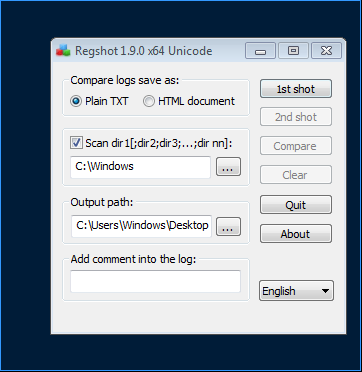 Regshot 1.9.0 x64 Unicode
Compare logs save as:
Plain TXT
HTML document
1st shot
2nd shot
Scan dir1[;dir2;dir3;...;dir nn]:
Compare
C:\Windows
...
Clear
Output path:
Quit
C:\Users\Windows\Desktop
...
About
Add comment into the log:
English